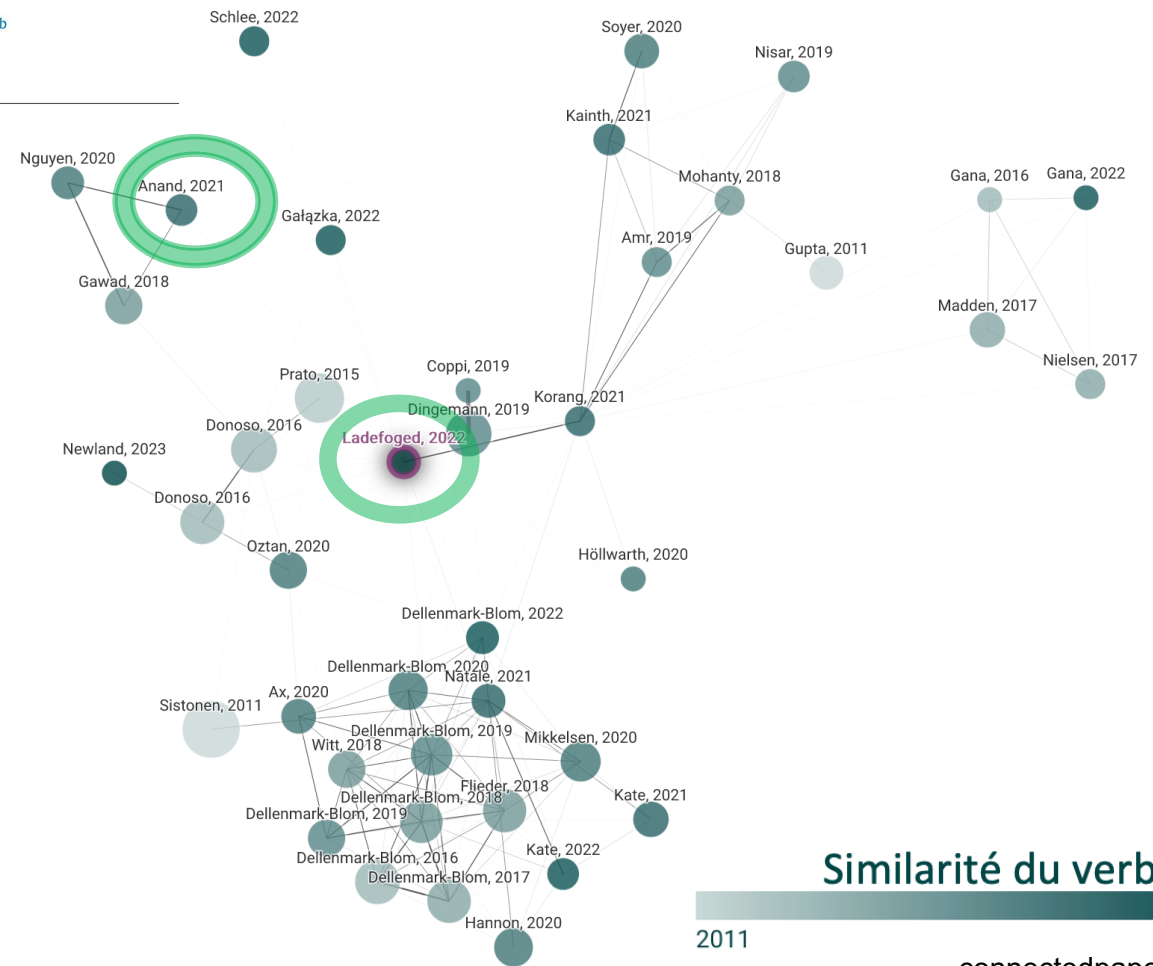 b
Schlee, 2022
Soyer, 2020
Nisar, 2019
Kainth, 2021
Nguyen, 2020
Anand, 2021
Mohanty, 2018
Gana, 2016
Gana, 2022
Gałązka, 2022
Amr, 2019
Gupta, 2011
Gawad, 2018
Madden, 2017
Nielsen, 2017
Prato, 2015
Coppi, 2019
Korang, 2021
Dingemann, 2019
Donoso, 2016
Ladefoged, 2022
Newland, 2023
Donoso, 2016
Oztan, 2020
Höllwarth, 2020
Dellenmark-Blom, 2022
Dellenmark-Blom, 2020
Natale, 2021
Ax, 2020
Sistonen, 2011
Dellenmark-Blom, 2019
Mikkelsen, 2020
Witt, 2018
Flieder, 2018
Dellenmark-Blom, 2018
Kate, 2021
Dellenmark-Blom, 2019
Kate, 2022
Dellenmark-Blom, 2016
Dellenmark-Blom, 2017
Hannon, 2020
Similarité du verb
2011